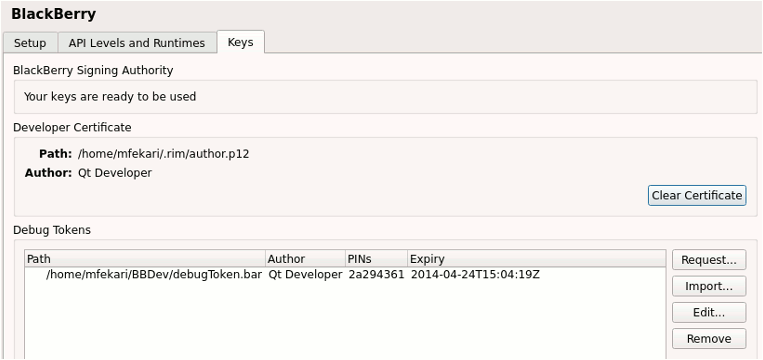 BlackBerry
Setup API Levels and Runtimes Keys
BlackBerry Signing Authority
Your keys are ready to be used
Developer Certificate
Path: /home/mfekari/.rim/author.p12
Author: Qt Developer
Clear Certificate
Debug Tokens
Path Author PINs Expiry
/home/mfekari/BBDev/debugToken.bar Qt Developer 2a294361 2014-04-24T15:04:19Z
Request...
Import...
Edit...
Remove